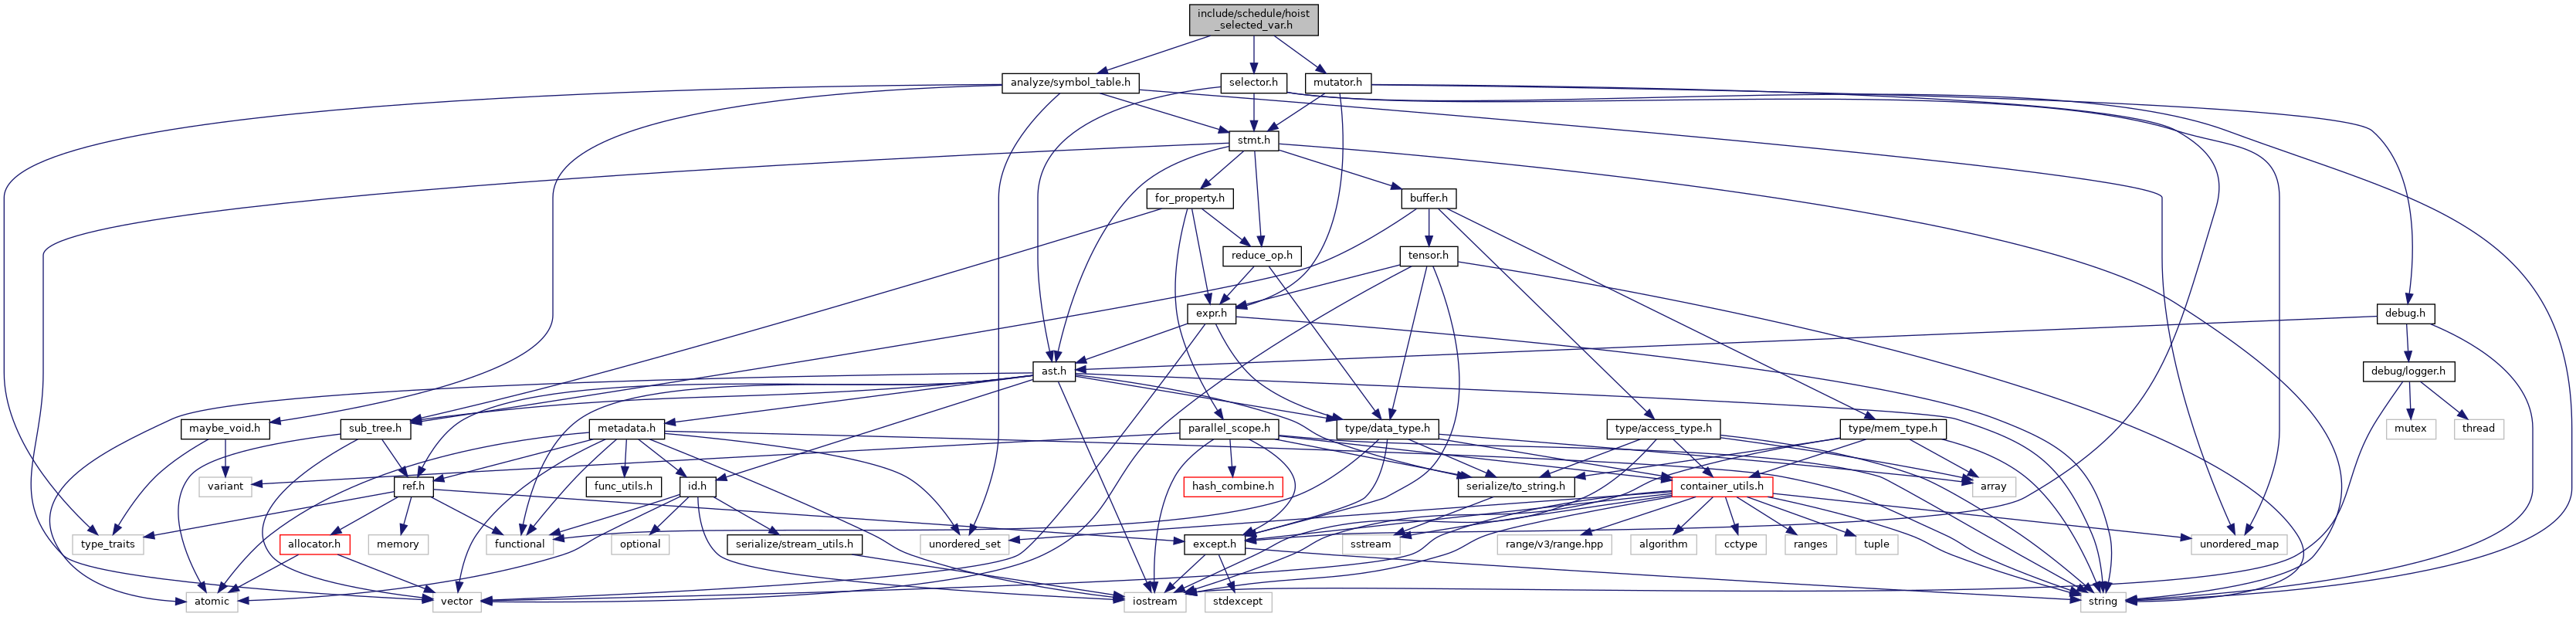 include/schedule/hoist
_selected_var.h
analyze/symbol_table.h
selector.h
mutator.h
stmt.h
for_property.h
buffer.h
reduce_op.h
tensor.h
expr.h
debug.h
ast.h
debug/logger.h
maybe_void.h
sub_tree.h
metadata.h
parallel_scope.h
type/data_type.h
type/access_type.h
type/mem_type.h
mutex
thread
variant
ref.h
func_utils.h
id.h
hash_combine.h
serialize/to_string.h
container_utils.h
array
type_traits
allocator.h
memory
functional
optional
serialize/stream_utils.h
unordered_set
except.h
sstream
range/v3/range.hpp
algorithm
cctype
ranges
tuple
unordered_map
atomic
vector
iostream
stdexcept
string